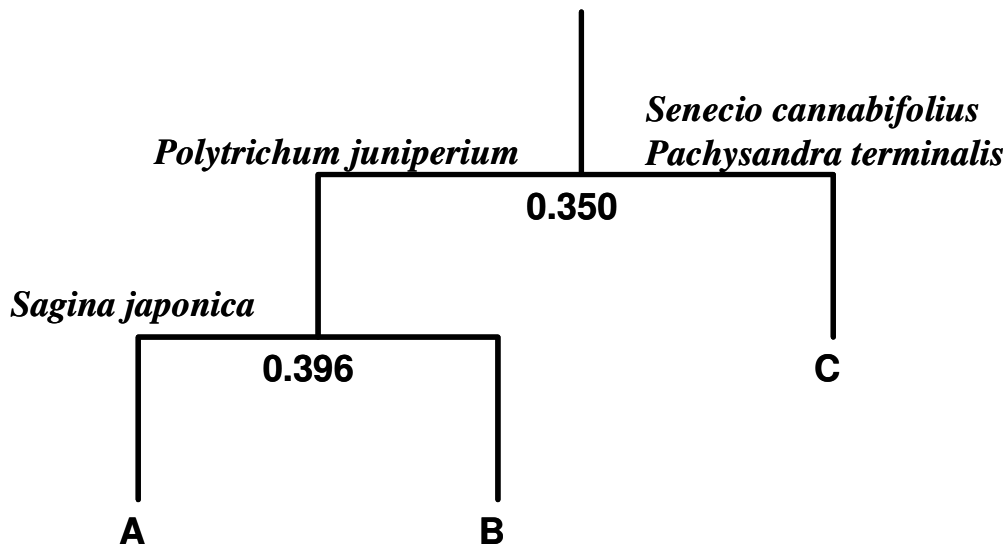 Senecio cannabifolius
Polytrichum juniperium
Pachysandra terminalis
0.350
Sagina japonica
0.396
C
A
B